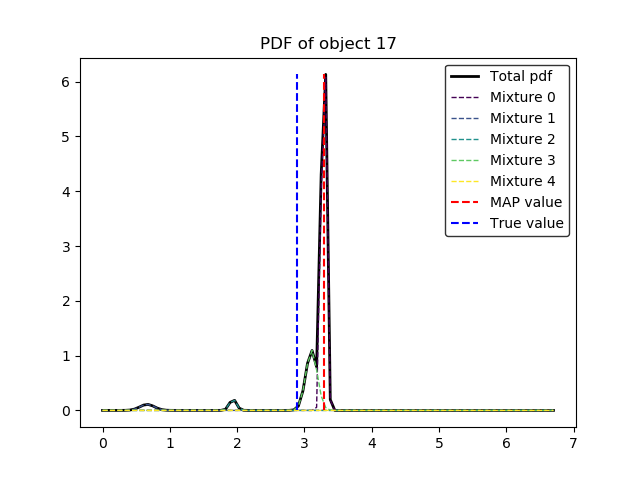 PDF of object 17
Total pdf
Mixture 0
Mixture 1
Mixture 2
Mixture 3
Mixture 4
MAP value
True value
6
5
4
3
2
1
0
0 1 2 3 4 5 6 7